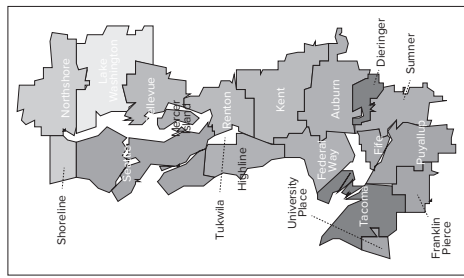 Northshore
Lake
Washington
Bellevue
Mercer
Island
Renton
Kent
Auburn
Dieringer
Sumner
Shoreline
Seattle
Tukwila
Highline
University
Place
Federal
Way
Fife
Puyallup
Tacoma
Franklin
Pierce